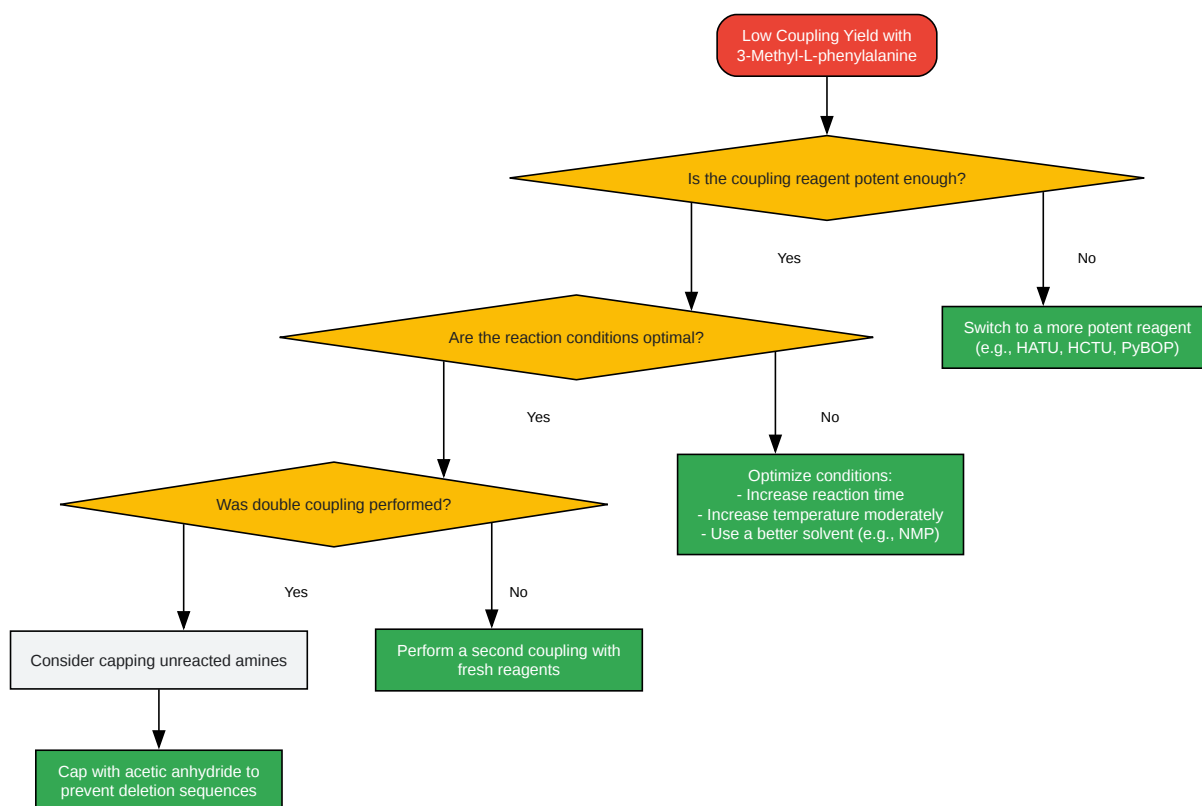 Low Coupling Yield with
3-Methyl-L-phenylalanine
Is the coupling reagent potent enough?
Yes
No
Are the reaction conditions optimal?
Switch to a more potent reagent
(e.g., HATU, HCTU, PyBOP)
Yes
No
Was double coupling performed?
Optimize conditions:
- Increase reaction time
- Increase temperature moderately
- Use a better solvent (e.g., NMP)
Yes
No
Consider capping unreacted amines
Perform a second coupling with
fresh reagents
Cap with acetic anhydride to
prevent deletion sequences